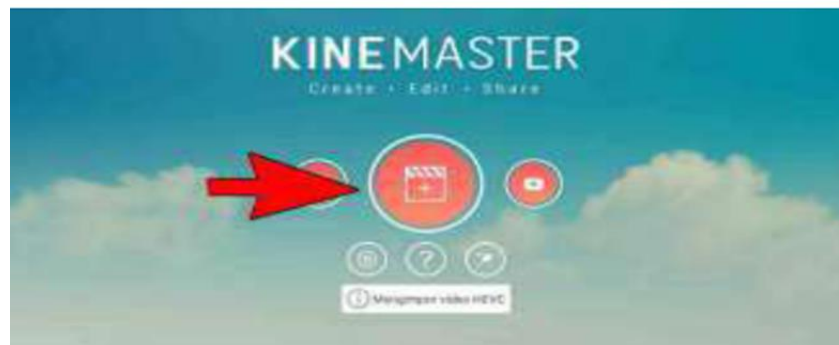 KINEMASTER
Create • Edit • Share
?
Mengimpor video HEVC